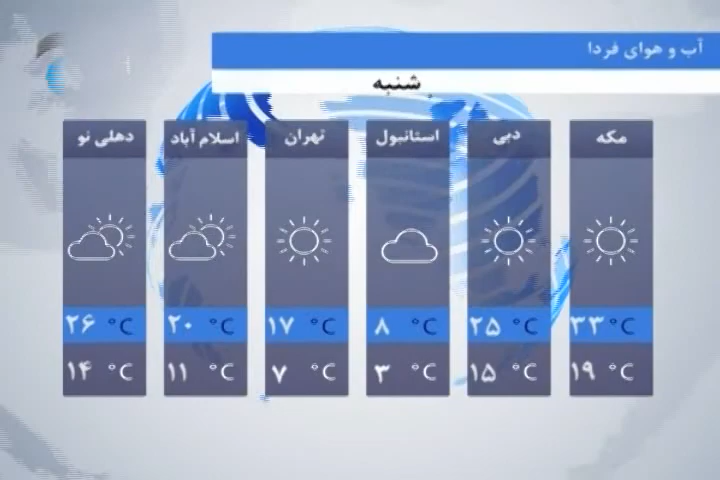 آب و هوای فردا
شنبه
مکه
دبی
استانبول
تهران
اسلام آباد
دهلی نو
۳۳ °C
۲۵ °C
۸ °C
۱۷ °C
۲۰ °C
۲۶ °C
۱۹ °C
۱۵ °C
۳ °C
۷ °C
۱۱ °C
۱۴ °C